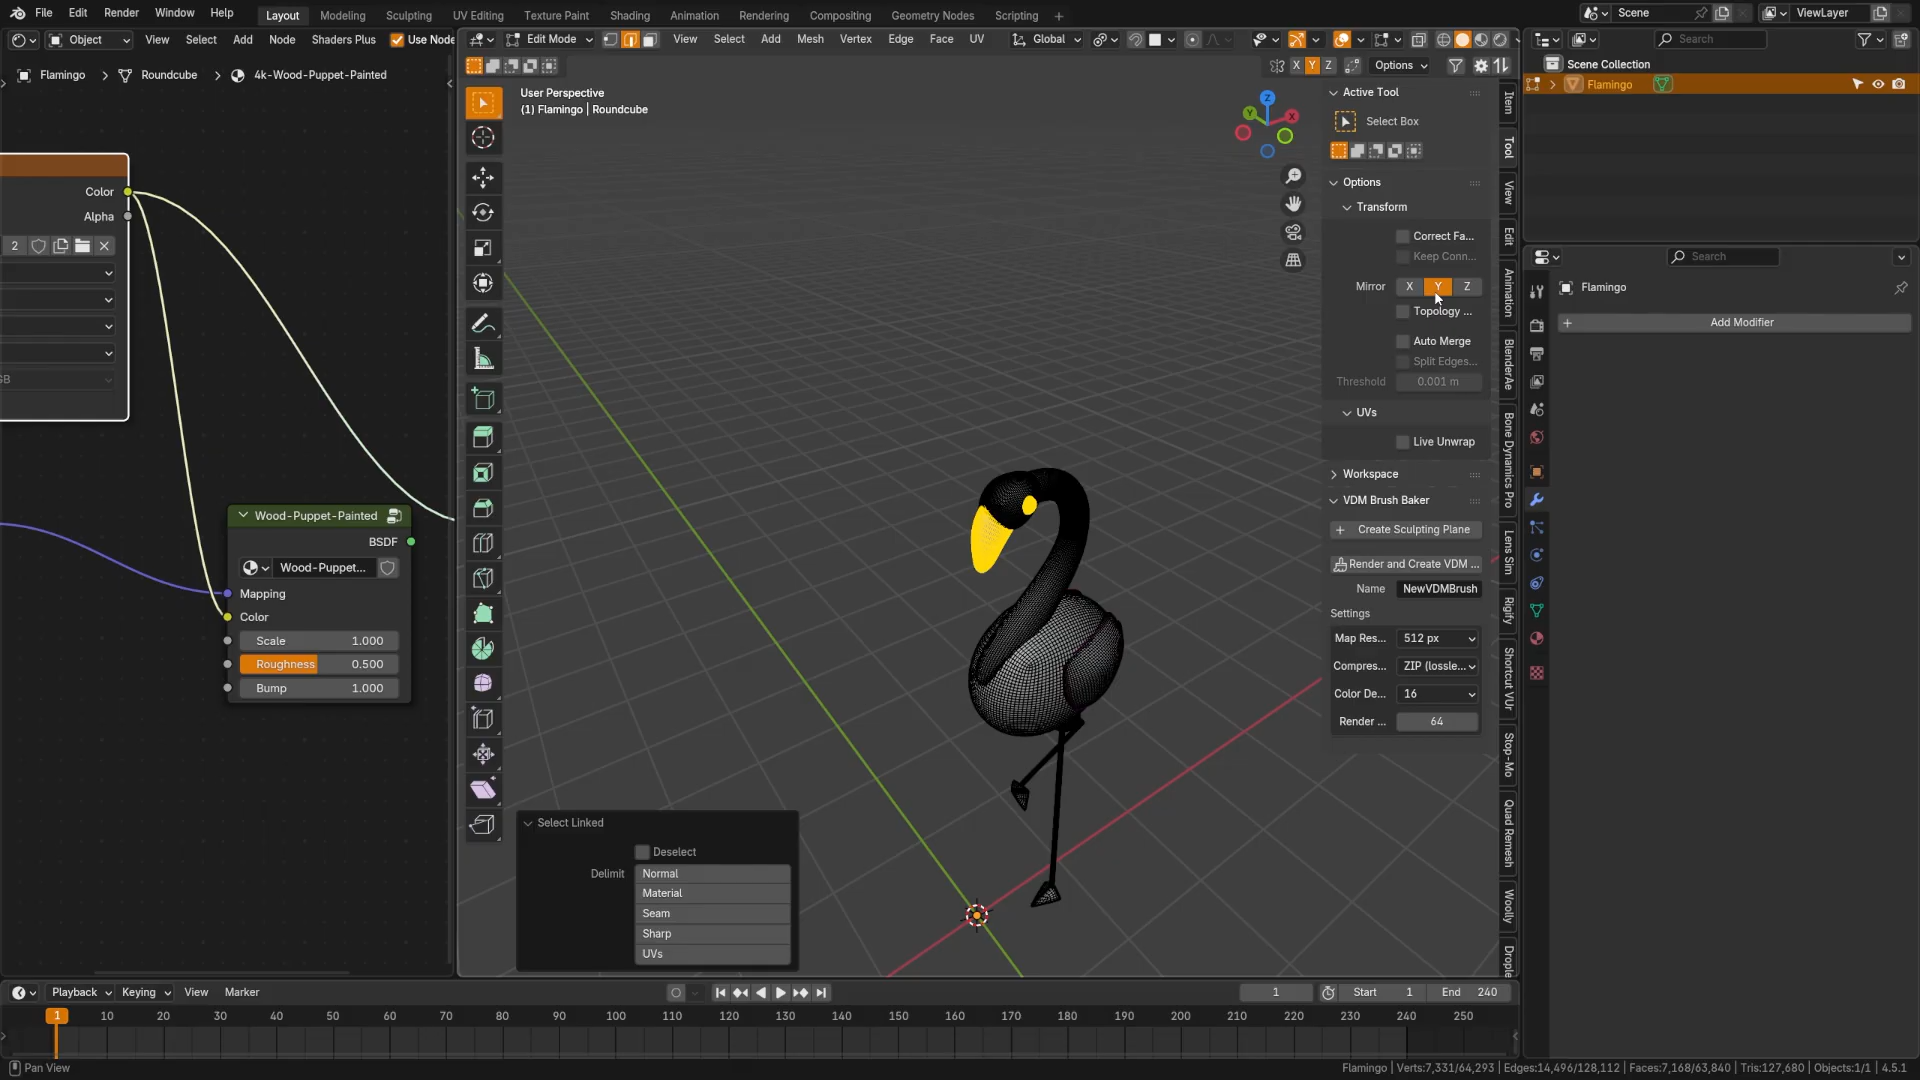 File Edit Render Window Help Layout Modeling Sculpting UV Editing Texture Paint Shading Animation Rendering Compositing Geometry Nodes Scripting + Scene ViewLayer
Object View Select Add Node Shaders Plus Use Node
Edit Mode View Select Add Mesh Vertex Edge Face UV Global
Search
X Y Z Options
Flamingo > Roundcube > 4k-Wood-Puppet-Painted
Color
Alpha
2
Wood-Puppet-Painted
BSDF
Wood-Puppet...
Mapping
Color
Scale 1.000
Roughness 0.500
Bump 1.000
User Perspective
(1) Flamingo | Roundcube
Z
Y
X
Select Linked
Deselect
Delimit Normal
Material
Seam
Sharp
UVs
Active Tool
Select Box
Options
Transform
Correct Fa...
Keep Conn...
Mirror X Y Z
Topology ...
Auto Merge
Split Edges...
Threshold 0.001 m
UVs
Live Unwrap
Workspace
VDM Brush Baker
Create Sculpting Plane
Render and Create VDM ...
Name NewVDMBrush
Settings
Map Res... 512 px
Compres... ZIP (lossle...
Color De... 16
Render ... 64
Item
Tool
View
Edit
Animation
BlenderAe
Bone Dynamics Pro
Lens Sim
Rigify
Shortcut VUr
Stop-Mo
Quad Remesh
Woolly
Drople
Scene Collection
Flamingo
Search
Flamingo
+ Add Modifier
Playback Keying View Marker 1 Start 1 End 240
1 10 20 30 40 50 60 70 80 90 100 110 120 130 140 150 160 170 180 190 200 210 220 230 240 250
Pan View
Flamingo | Verts:7,331/64,293 | Edges:14,496/128,112 | Faces:7,168/63,840 | Tris:127,680 | Objects:1/1 | 4.5.1